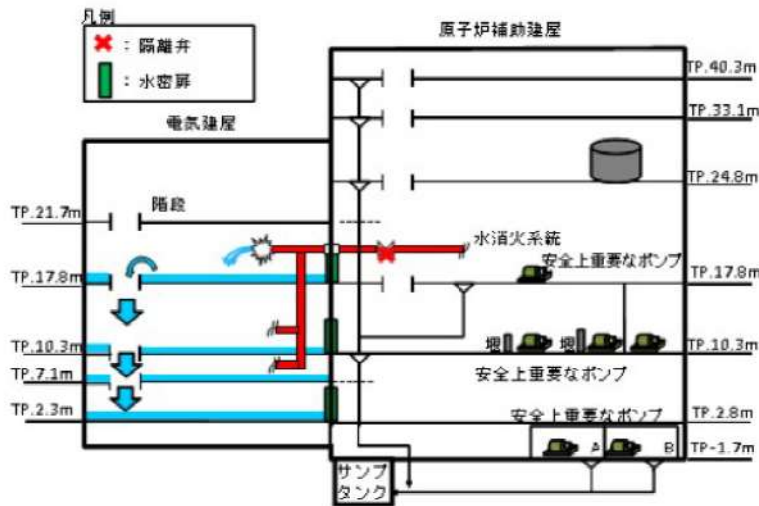 凡例
：隔離弁
：水密扉
原子炉補助建屋
電気建屋
TP.40.3m
TP.33.1m
TP.24.8m
階段
TP.21.7m
水消火系統
安全上重要なポンプ
TP.17.8m
TP.17.8m
堰
堰
TP.10.3m
TP.10.3m
安全上重要なポンプ
TP.7.1m
安全上重要なポンプ
TP.2.3m
TP.2.8m
A
B
TP-1.7m
サンプ
タンク